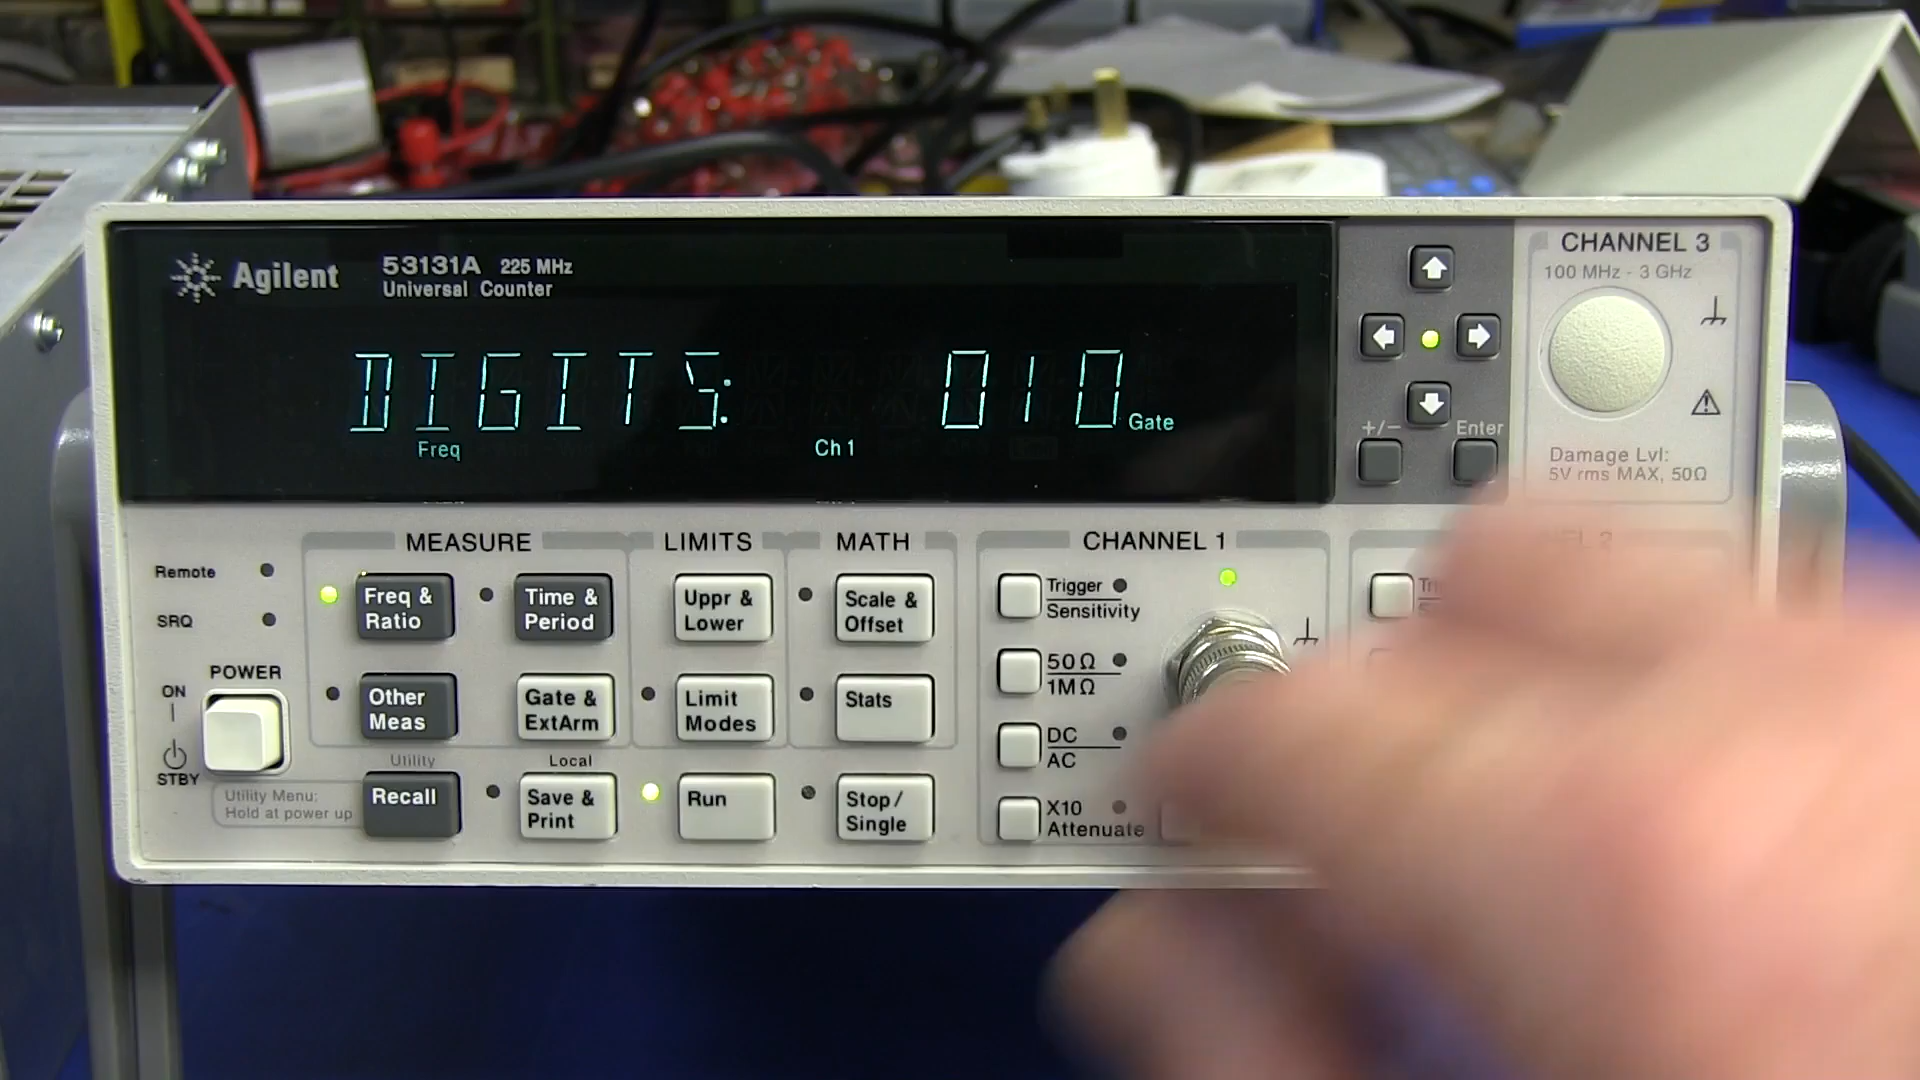 Agilent
53131A 225 MHz
Universal Counter
DIGITS: 010
Gate
Freq
Ch 1
+/−
Enter
CHANNEL 3
100 MHz - 3 GHz
Damage Lvl:
5V rms MAX, 50Ω
MEASURE
LIMITS
MATH
CHANNEL 1
Remote
SRQ
POWER
ON
STBY
Utility Menu:
Hold at power up
Freq &
Ratio
Time &
Period
Other
Meas
Gate &
ExtArm
Utility
Recall
Local
Save &
Print
Uppr &
Lower
Limit
Modes
Run
Scale &
Offset
Stats
Stop/
Single
Trigger
Sensitivity
50Ω
1MΩ
DC
AC
X10
Attenuate